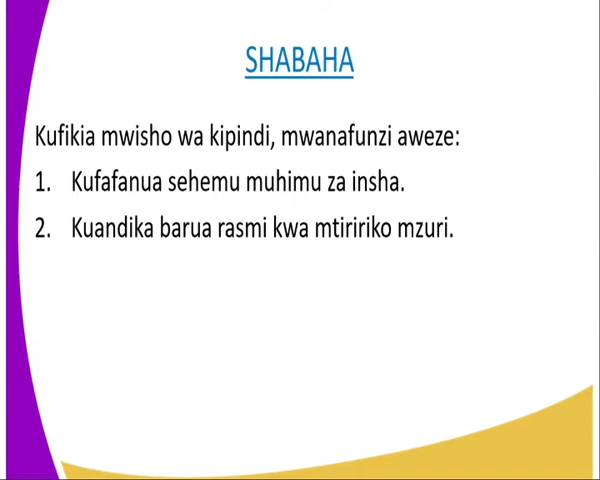 SHABAHA
Kufikia mwisho wa kipindi, mwanafunzi aweze:
1. Kufafanua sehemu muhimu za insha.
2. Kuandika barua rasmi kwa mtiririko mzuri.